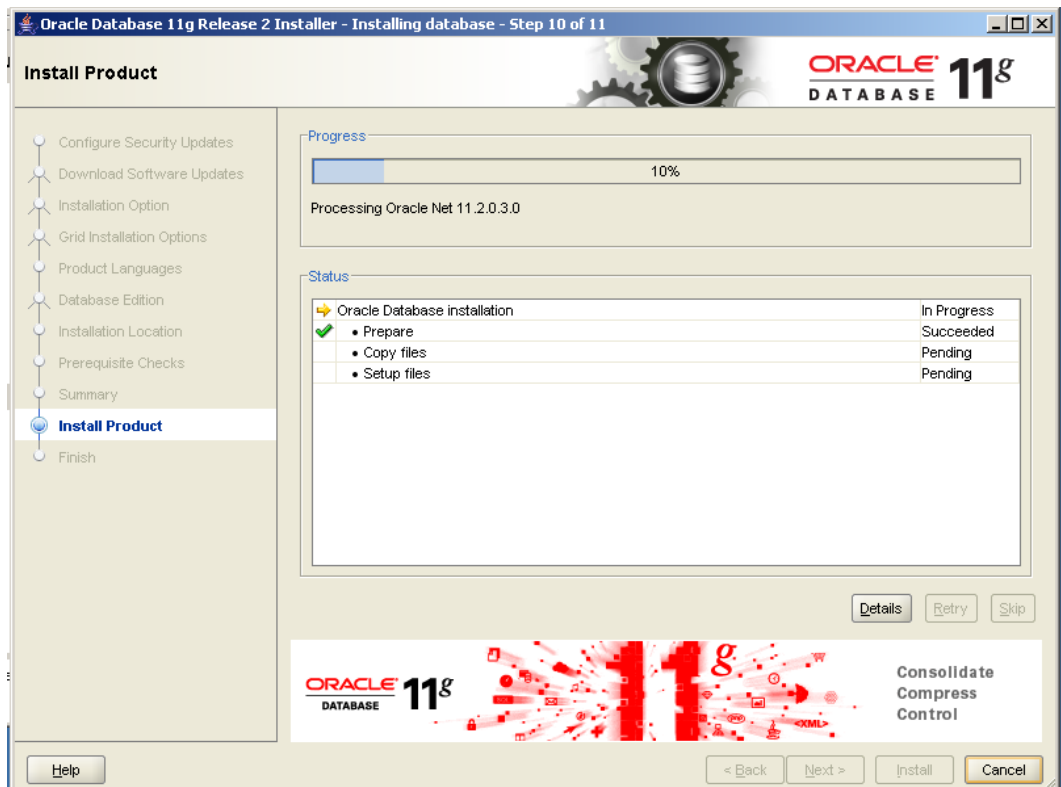 Oracle Database 11g Release 2 Installer - Installing database - Step 10 of 11
Install Product
ORACLE 11g
DATABASE
Configure Security Updates
Download Software Updates
Installation Option
Grid Installation Options
Product Languages
Database Edition
Installation Location
Prerequisite Checks
Summary
Install Product
Finish
Progress
10%
Processing Oracle Net 11.2.0.3.0
Status
Oracle Database installation In Progress
• Prepare Succeeded
• Copy files Pending
• Setup files Pending
Details Retry Skip
ORACLE 11g
DATABASE
11g
php
<XML>
Consolidate
Compress
Control
Help < Back Next > Install Cancel